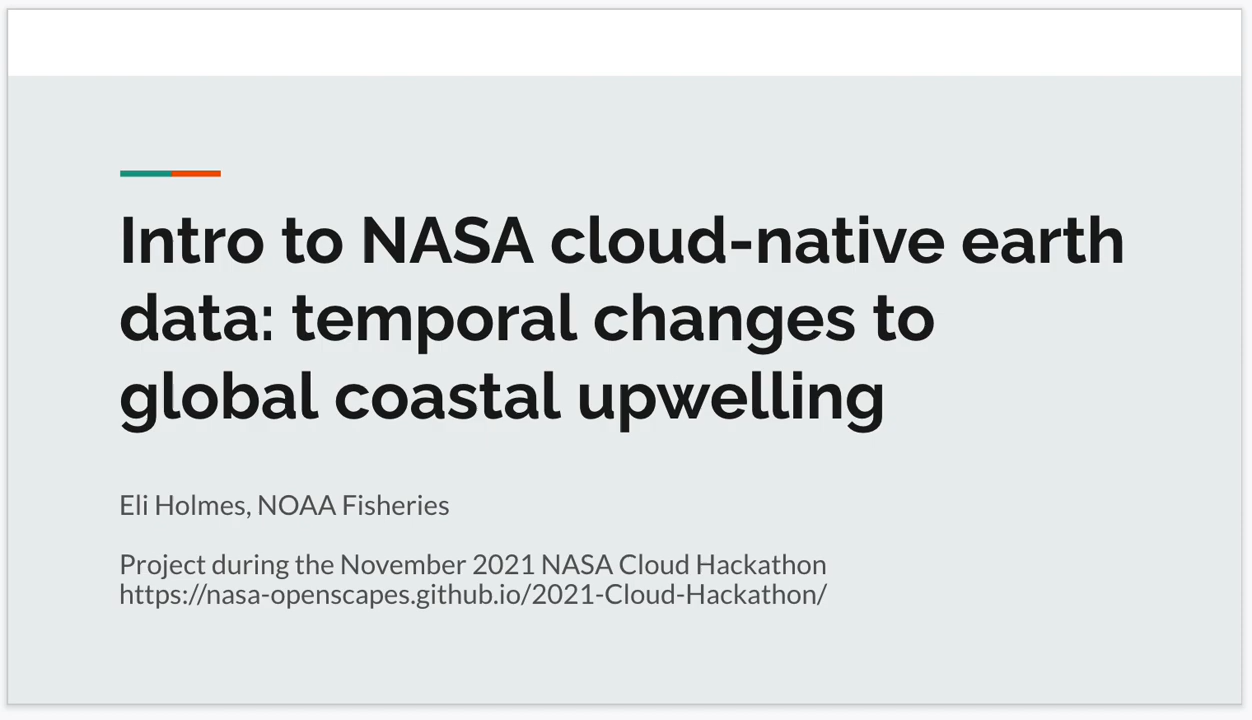 Intro to NASA cloud-native earth
data: temporal changes to
global coastal upwelling
Eli Holmes, NOAA Fisheries
Project during the November 2021 NASA Cloud Hackathon
https://nasa-openscapes.github.io/2021-Cloud-Hackathon/